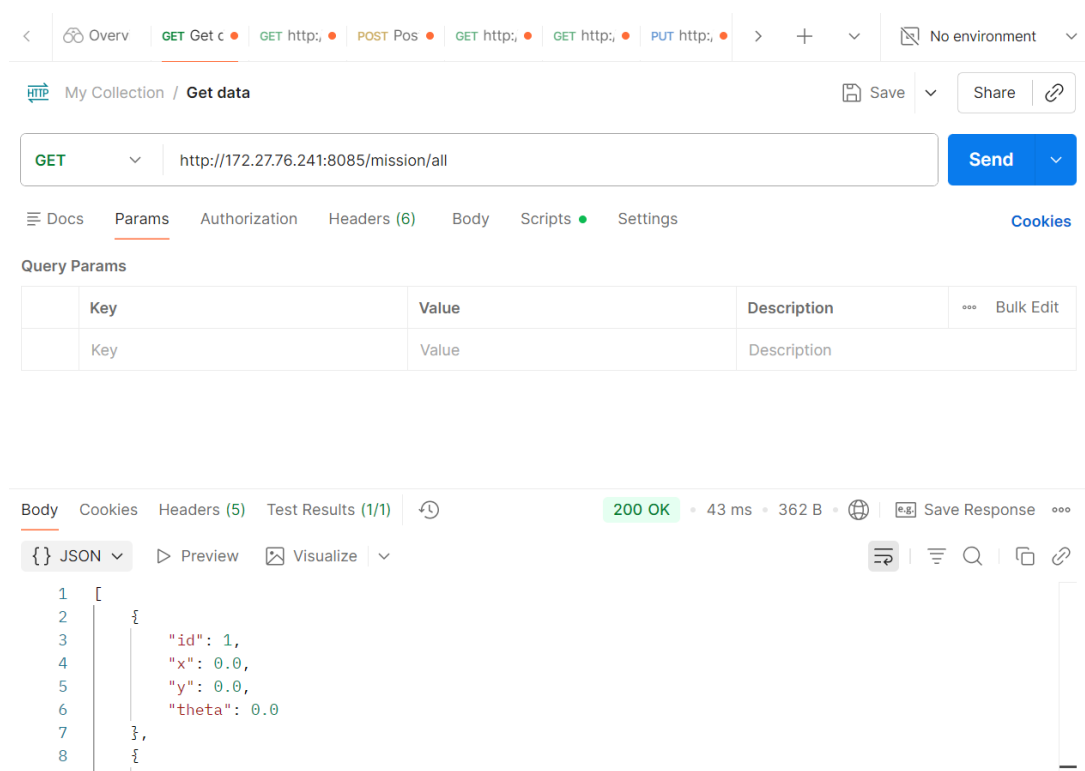 Overv GET Get c GET http:, POST Pos GET http:, GET http:, PUT http:, No environment
HTTP My Collection / Get data Save Share
GET http://172.27.76.241:8085/mission/all Send
Docs Params Authorization Headers (6) Body Scripts Settings Cookies
Query Params
Key Value Description Bulk Edit
Key Value Description
Body Cookies Headers (5) Test Results (1/1) 200 OK 43 ms 362 B e.g. Save Response
{} JSON Preview Visualize
1 [
2 {
3 "id": 1,
4 "x": 0.0,
5 "y": 0.0,
6 "theta": 0.0
7 },
8 {